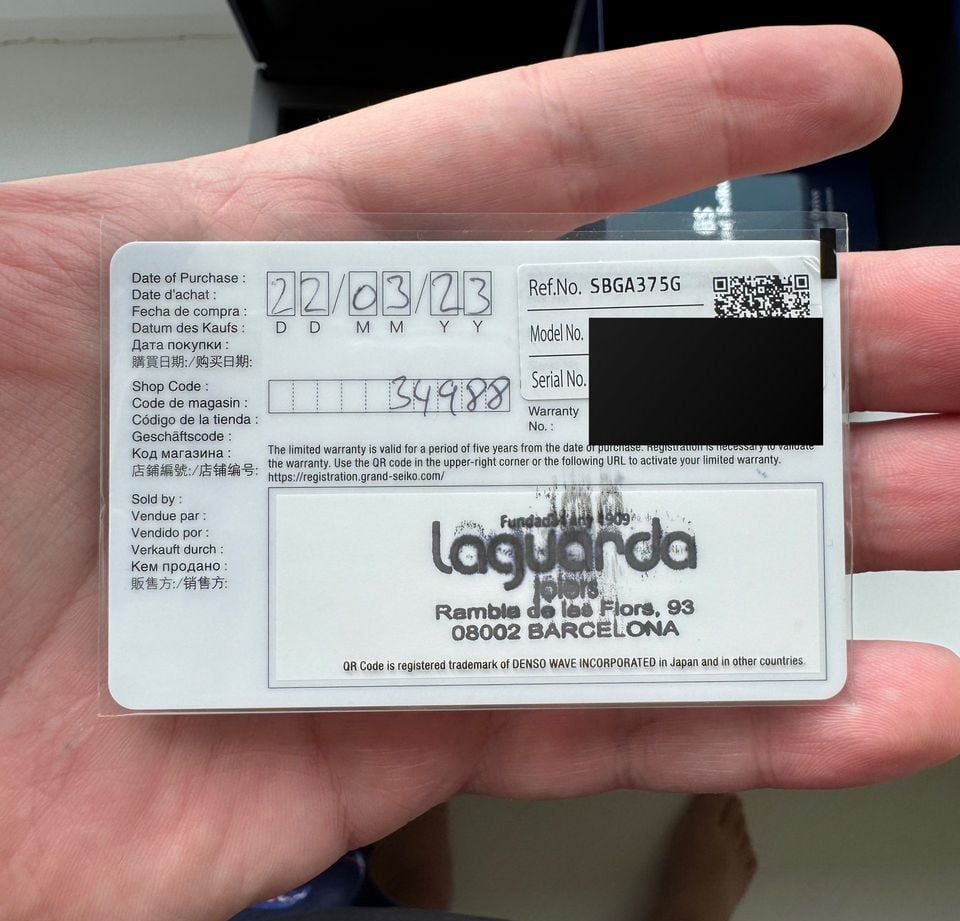 Date of Purchase :
Date d'achat :
Fecha de compra :
Datum des Kaufs :
Дата покупки :
購買日期:/购买日期:
22/03/23
D D M M Y Y
Ref.No. SBGA375G
Model No.
Serial No.
Warranty
No. :
Shop Code :
Code de magasin :
Código de la tienda :
Geschäftscode :
Код магазина :
店鋪編號:/店铺编号:
34988
The limited warranty is valid for a period of five years from the date of purchase. Registration is necessary to validate
the warranty. Use the QR code in the upper-right corner or the following URL to activate your limited warranty.
https://registration.grand-seiko.com/
Sold by :
Vendue par :
Vendido por :
Verkauft durch :
Кем продано :
販售方:/销售方:
Fundada l'any 1909
Laguarda
joiers
Rambla de les Flors, 93
08002 BARCELONA
QR Code is registered trademark of DENSO WAVE INCORPORATED in Japan and in other countries.